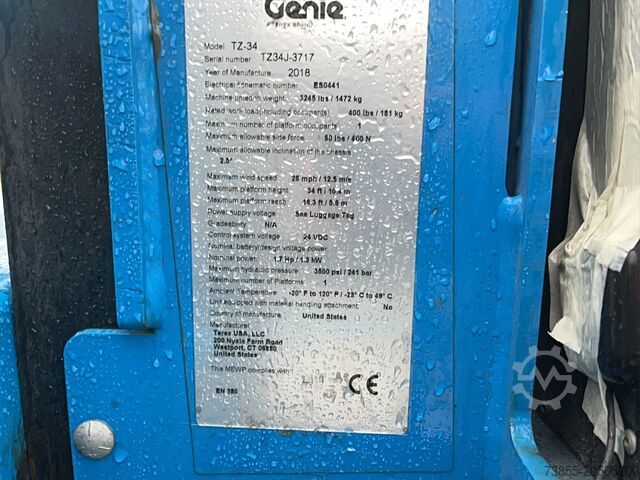 Genie
A TEREX BRAND
Model TZ-34
Serial number TZ34J-3717
Year of Manufacture 2018
Electrical schematic number ES0441
Machine unladen weight: 3245 lbs / 1472 kg
Rated work load(including occupants) 400 lbs / 181 kg
Maximum number of platform occupants 1
Maximum allowable side force: 90 lbs / 400 N
Maximum allowable inclination of the chassis
2.5°
Maximum wind speed 28 mph / 12.5 m/s
Maximum platform height: 34 ft / 10.4 m
Maximum platform reach 18.3 ft / 5.6 m
Power supply voltage See Luggage Tag
Gradeability N/A
Control system voltage 24 VDC
Nominal battery/design voltage power
Nominal power: 1.7 Hp / 1.3 kW
Maximum hydraulic pressure 3500 psi / 241 bar
Maximum number of Platforms 1
Ambient Temperature -20° F to 120° F / -29° C to 49° C
Unit equipped with material handling attachment: No
Country of manufacture: United States
Manufacturer
Terex USA, LLC
200 Nyala Farm Road
Westport, CT 06880
United States
This MEWP complies with:
CE
EN 280
73855-20505200